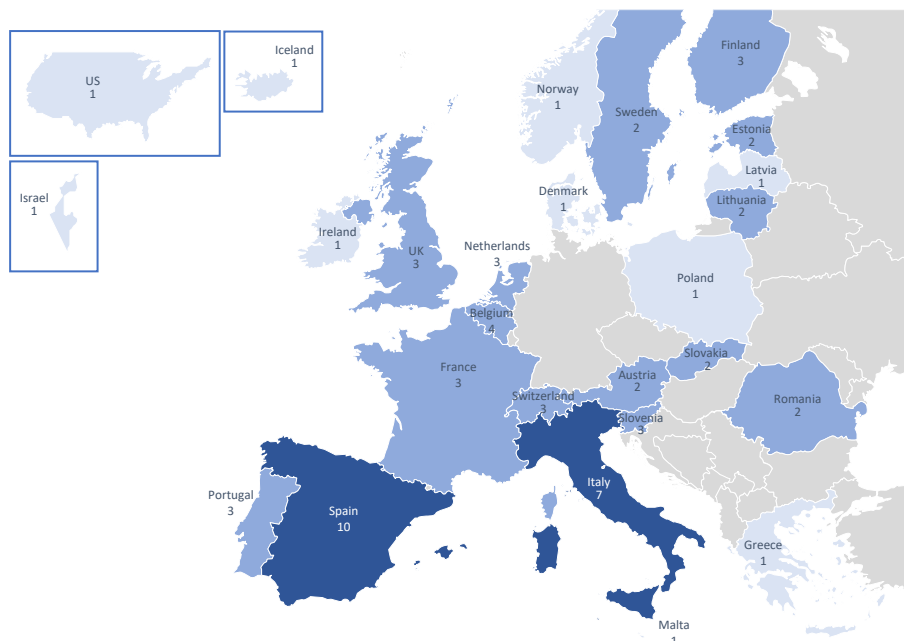 US
1
Iceland
1
Israel
1
Finland
3
Norway
1
Sweden
2
Estonia
2
Latvia
1
Lithuania
2
Denmark
1
Ireland
1
UK
3
Netherlands
3
Belgium
4
Poland
1
France
3
Switzerland
3
Austria
2
Slovakia
2
Slovenia
3
Romania
2
Portugal
3
Spain
10
Italy
7
Greece
1
Malta
1